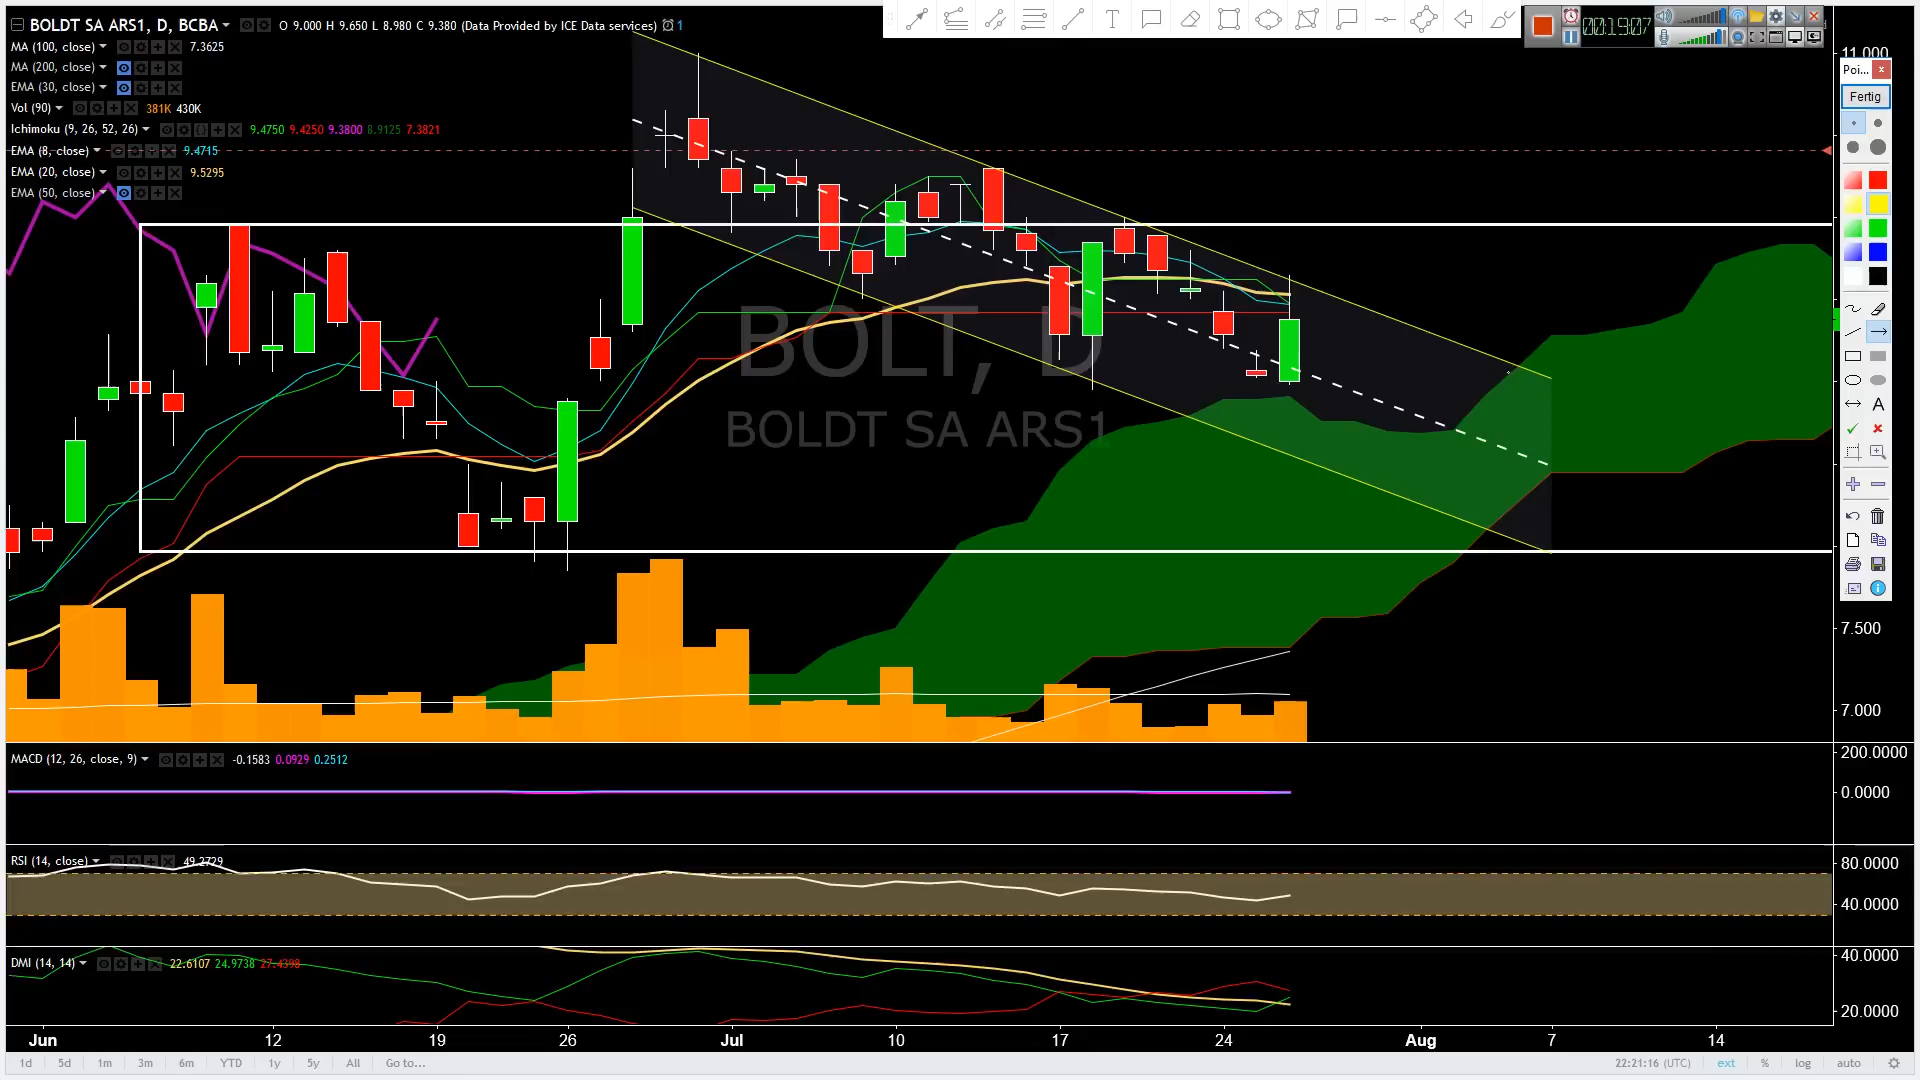 BOLDT SA ARS1, D, BCBA O 9.000 H 9.650 L 8.980 C 9.380 (Data Provided by ICE Data services) 1
MA (100, close) 7.3625
MA (200, close)
EMA (30, close)
Vol (90) 381K 430K
Ichimoku (9, 26, 52, 26) 9.4750 9.4250 9.3800 8.9125 7.3821
EMA (8, close) 9.4715
EMA (20, close) 9.5295
EMA (50, close)
00:19:07
11.000
Poi... x
Fertig
A
BOLT, D
BOLDT SA ARS1
7.500
7.000
MACD (12, 26, close, 9) -0.1583 0.0929 0.2512
200.0000
0.0000
RSI (14, close) 49.2729
80.0000
40.0000
DMI (14, 14) 22.6107 24.9738 27.4398
40.0000
20.0000
Jun 12 19 26 Jul 10 17 24 Aug 7 14
1d 5d 1m 3m 6m YTD 1y 5y All Go to... 22:21:16 (UTC) ext % log auto